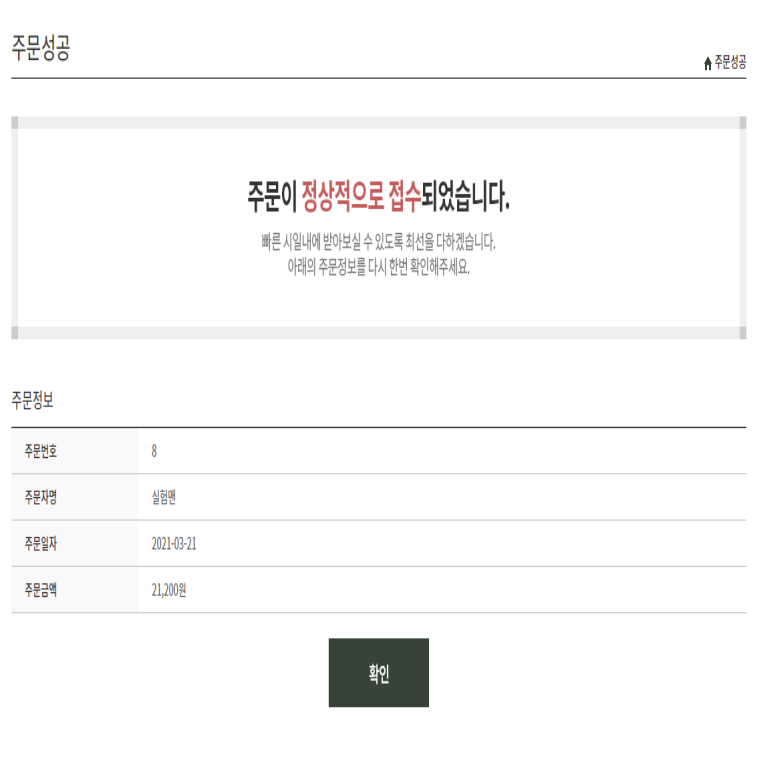 주문성공
주문성공
주문이 정상적으로 접수되었습니다.
빠른 시일내에 받아보실 수 있도록 최선을 다하겠습니다.
아래의 주문정보를 다시 한번 확인해주세요.
주문정보
주문번호 8
주문자명 실험맨
주문일자 2021-03-21
주문금액 21,200원
확인